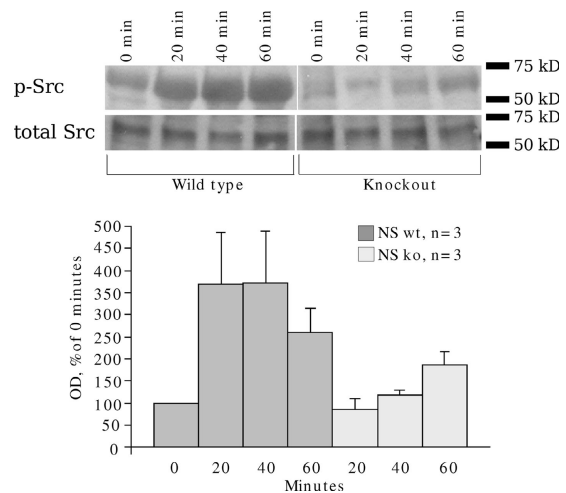 0 min 20 min 40 min 60 min 0 min 20 min 40 min 60 min
75 kD
p-Src
50 kD
75 kD
total Src
50 kD
Wild type Knockout
OD, % of 0 minutes
500
450
400
350
300
250
200
150
100
50
0
NS wt, n=3
NS ko, n=3
0 20 40 60 20 40 60
Minutes